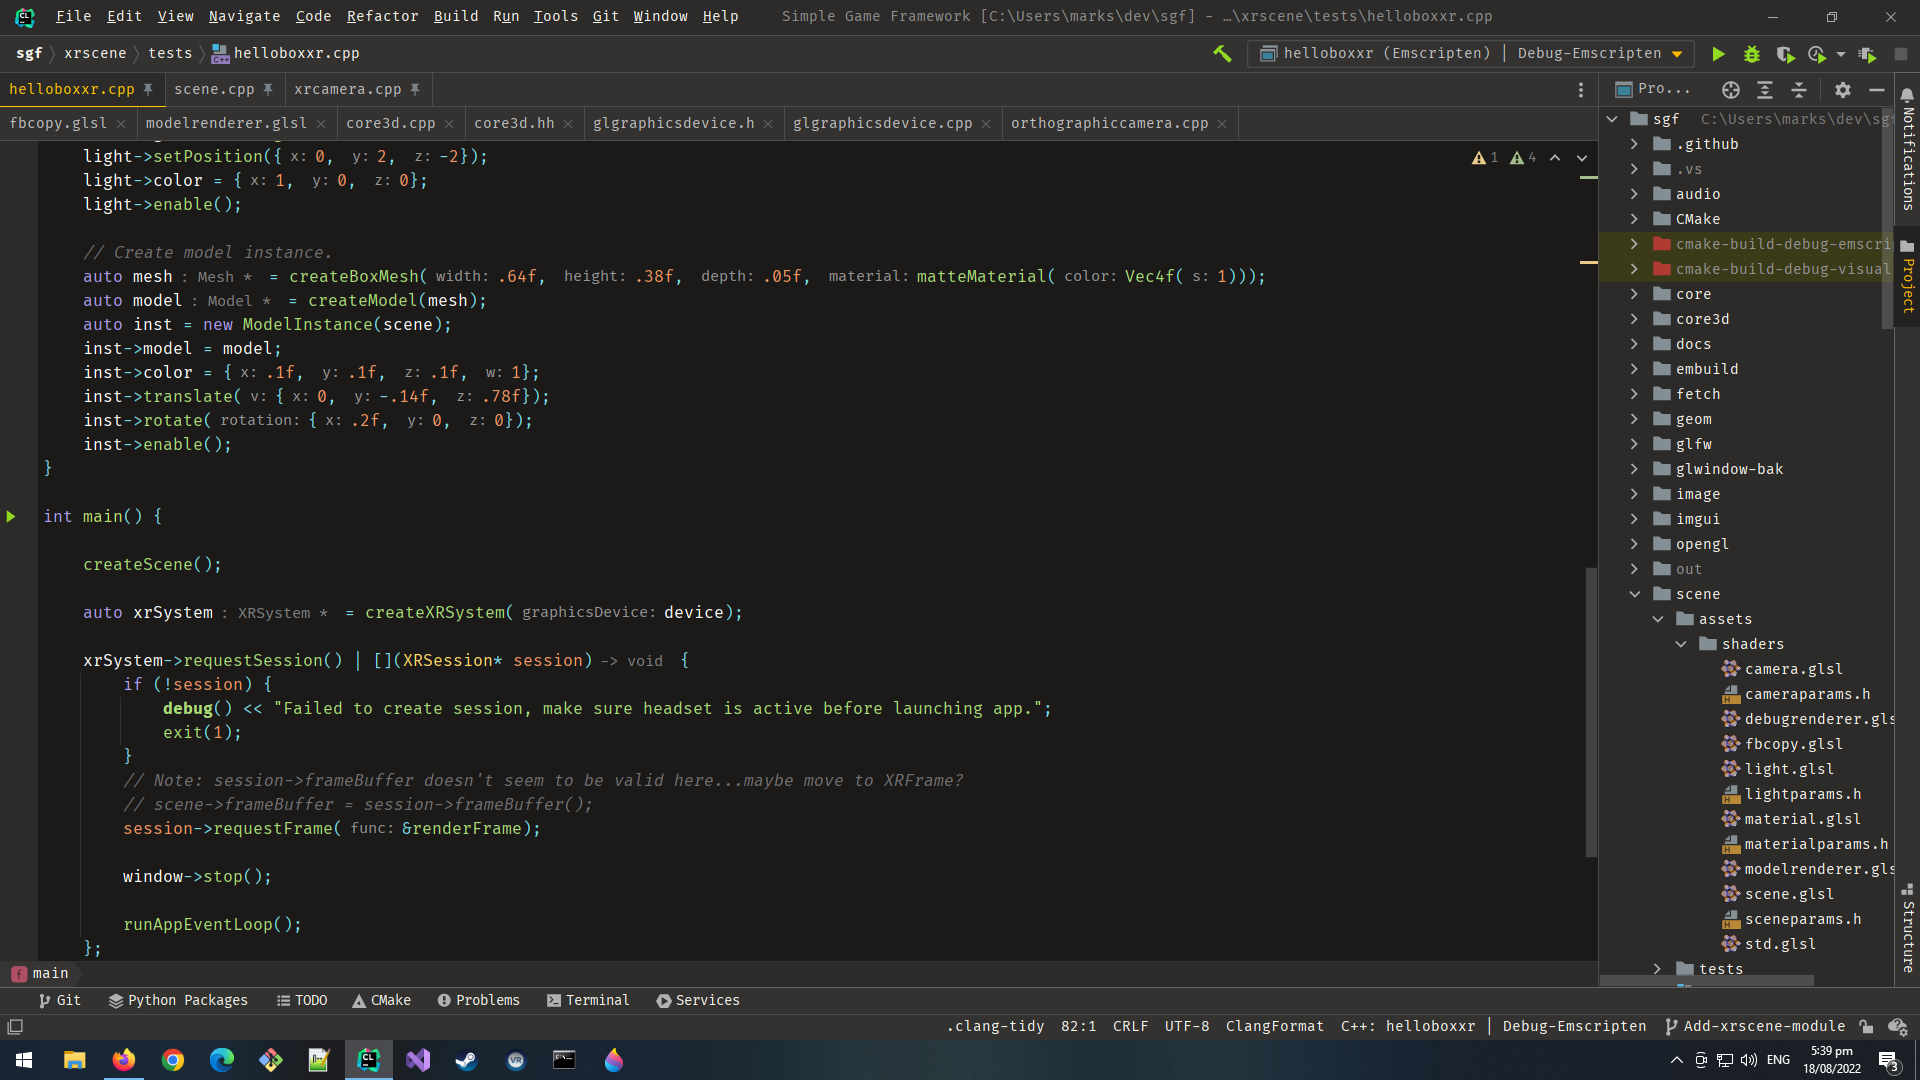 File Edit View Navigate Code Refactor Build Run Tools Git Window Help Simple Game Framework [C:\Users\marks\dev\sgf] - …\xrscene\tests\helloboxxr.cpp
sgf xrscene tests helloboxxr.cpp
helloboxxr (Emscripten) | Debug-Emscripten
helloboxxr.cpp scene.cpp xrcamera.cpp
fbcopy.glsl modelrenderer.glsl core3d.cpp core3d.hh glgraphicsdevice.h glgraphicsdevice.cpp orthographiccamera.cpp
1 4
light->setPosition({ x: 0, y: 2, z: -2});
light->color = { x: 1, y: 0, z: 0};
light->enable();
// Create model instance.
auto mesh : Mesh * = createBoxMesh( width: .64f, height: .38f, depth: .05f, material: matteMaterial( color: Vec4f( s: 1)));
auto model : Model * = createModel(mesh);
auto inst = new ModelInstance(scene);
inst->model = model;
inst->color = { x: .1f, y: .1f, z: .1f, w: 1};
inst->translate( v: { x: 0, y: -.14f, z: .78f});
inst->rotate( rotation: { x: .2f, y: 0, z: 0});
inst->enable();
}
int main() {
createScene();
auto xrSystem : XRSystem * = createXRSystem( graphicsDevice: device);
xrSystem->requestSession() | [](XRSession* session) -> void {
if (!session) {
debug() << "Failed to create session, make sure headset is active before launching app.";
exit(1);
}
// Note: session->frameBuffer doesn't seem to be valid here...maybe move to XRFrame?
// scene->frameBuffer = session->frameBuffer();
session->requestFrame( func: &renderFrame);
window->stop();
runAppEventLoop();
};
main
Pro...
sgf C:\Users\marks\dev\sgf
.github
.vs
audio
CMake
cmake-build-debug-emscri
cmake-build-debug-visual
core
core3d
docs
embuild
fetch
geom
glfw
glwindow-bak
image
imgui
opengl
out
scene
assets
shaders
camera.glsl
cameraparams.h
debugrenderer.gls
fbcopy.glsl
light.glsl
lightparams.h
material.glsl
materialparams.h
modelrenderer.gls
scene.glsl
sceneparams.h
std.glsl
tests
Notifications
Project
Structure
Git Python Packages TODO CMake Problems Terminal Services
.clang-tidy 82:1 CRLF UTF-8 ClangFormat C++: helloboxxr | Debug-Emscripten Add-xrscene-module
ENG 5:39 pm
18/08/2022
3